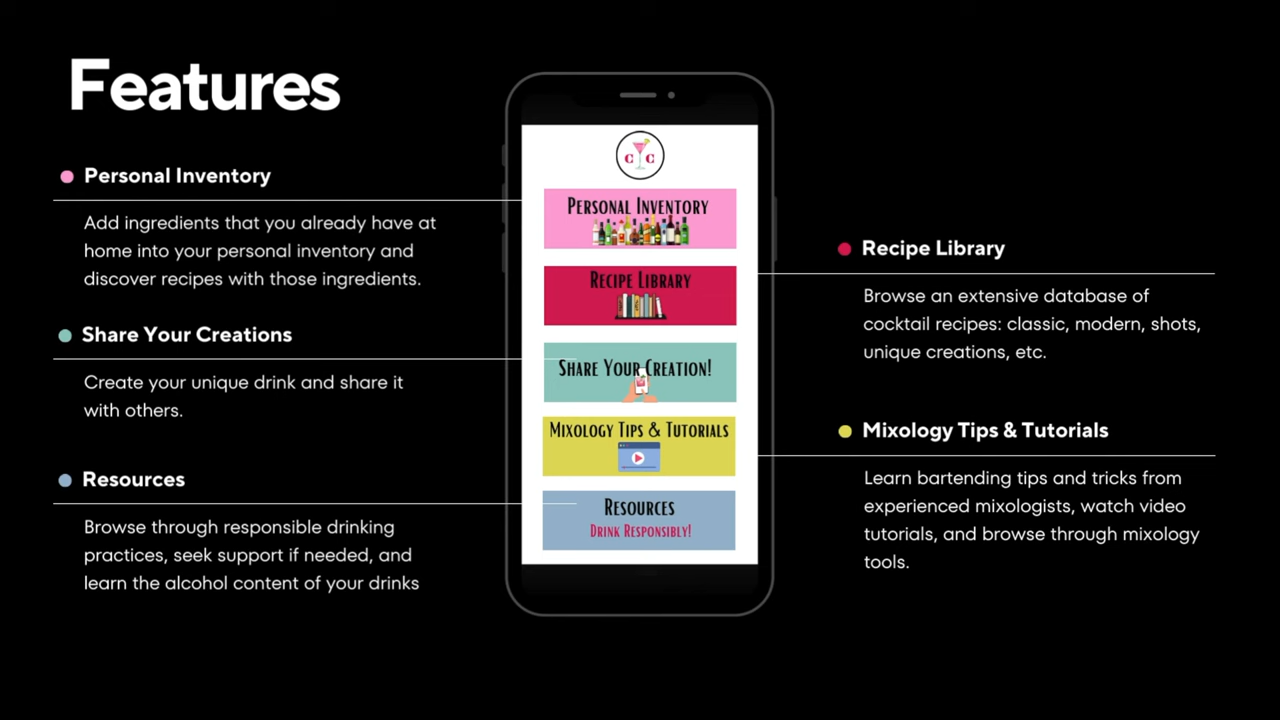 Features
Personal Inventory
Add ingredients that you already have at
home into your personal inventory and
discover recipes with those ingredients.
Share Your Creations
Create your unique drink and share it
with others.
Resources
Browse through responsible drinking
practices, seek support if needed, and
learn the alcohol content of your drinks
C C
Personal Inventory
Recipe Library
Share Your Creation!
Mixology Tips & Tutorials
Resources
Drink Responsibly!
Recipe Library
Browse an extensive database of
cocktail recipes: classic, modern, shots,
unique creations, etc.
Mixology Tips & Tutorials
Learn bartending tips and tricks from
experienced mixologists, watch video
tutorials, and browse through mixology
tools.